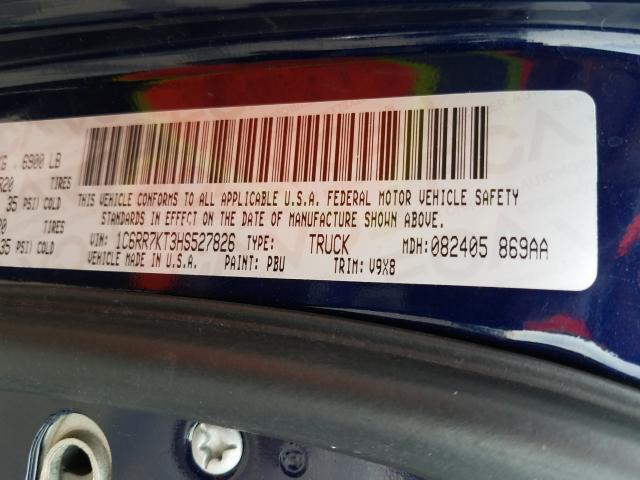 KG . 6900 LB
TIRES
35 PSI) COLD
TIRES
35 PSI) COLD
THIS VEHICLE CONFORMS TO ALL APPLICABLE U.S.A. FEDERAL MOTOR VEHICLE SAFETY
STANDARDS IN EFFECT ON THE DATE OF MANUFACTURE SHOWN ABOVE.
VIN: 1C6RR7KT3HS527826 TYPE: TRUCK MDH: 082405 869AA
VEHICLE MADE IN U.S.A. PAINT: PBU TRIM: V9X8